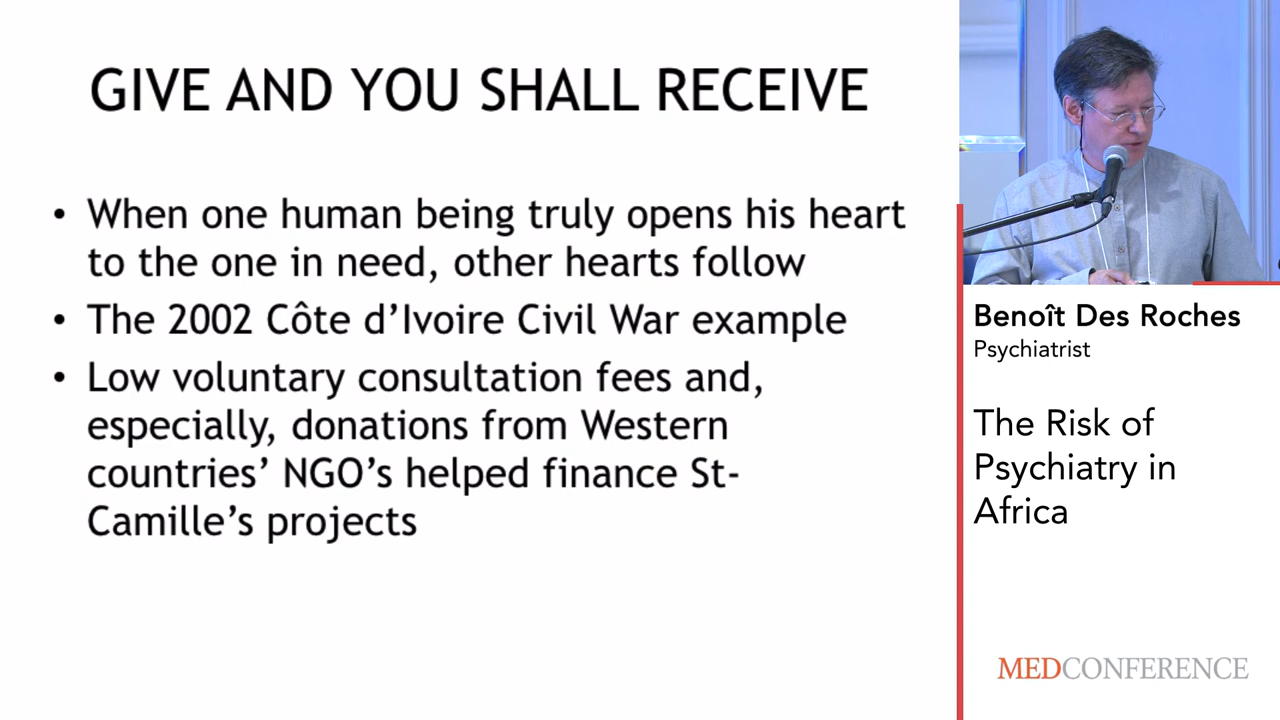 GIVE AND YOU SHALL RECEIVE
• When one human being truly opens his heart
to the one in need, other hearts follow
• The 2002 Côte d’Ivoire Civil War example
• Low voluntary consultation fees and,
especially, donations from Western
countries’ NGO’s helped finance St-
Camille’s projects
Benoît Des Roches
Psychiatrist
The Risk of
Psychiatry in
Africa
MEDCONFERENCE